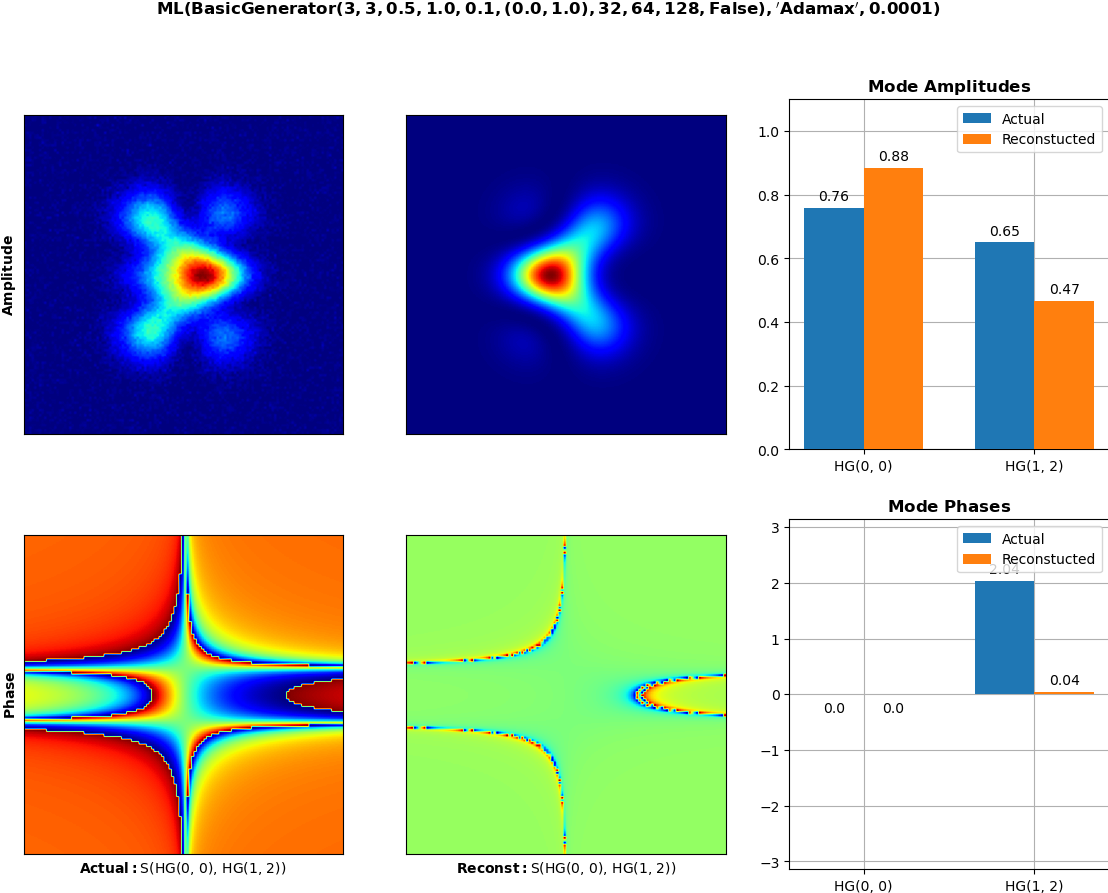 ML(BasicGenerator(3, 3, 0.5, 1.0, 0.1, (0.0, 1.0), 32, 64, 128, False), ′Adamax′, 0.0001)
Amplitude
Mode Amplitudes
Actual
Reconstucted
1.0
0.8
0.6
0.4
0.2
0.0
0.76
0.88
0.65
0.47
HG(0, 0)
HG(1, 2)
Phase
Actual: S(HG(0, 0), HG(1, 2))
Reconst: S(HG(0, 0), HG(1, 2))
Mode Phases
Actual
Reconstucted
3
2
1
0
−1
−2
−3
0.0
0.0
2.04
0.04
HG(0, 0)
HG(1, 2)